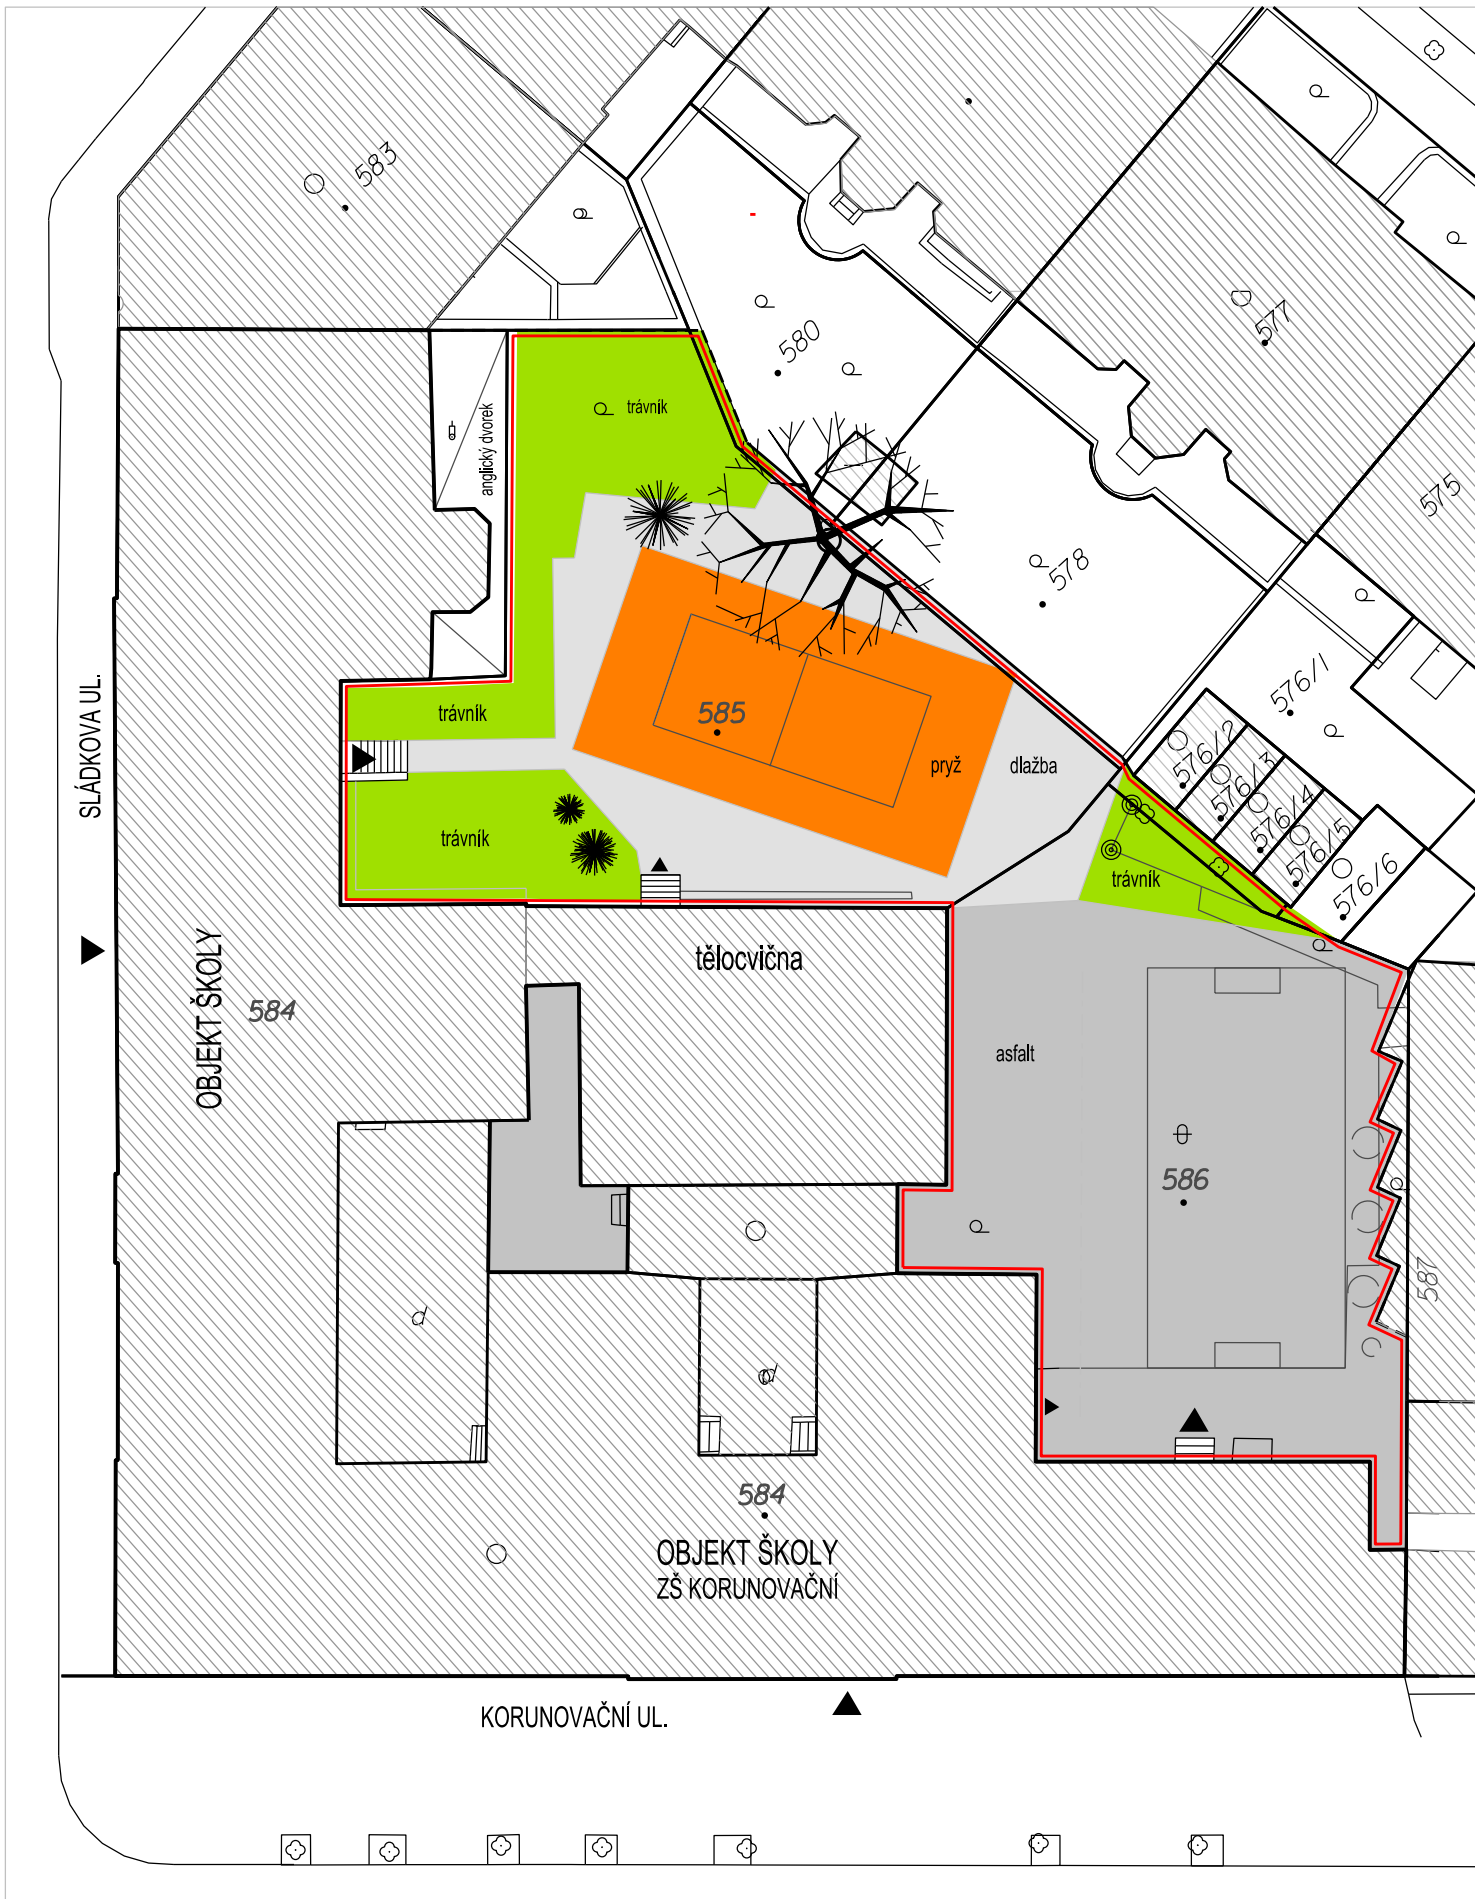 583
580
577
575
578
trávník
anglický dvorek
576/1
576/2
576/3
576/4
576/5
576/6
trávník
585
pryž
dlažba
SLÁDKOVA UL.
trávník
trávník
tělocvična
OBJEKT ŠKOLY
584
asfalt
586
587
584
OBJEKT ŠKOLY
ZŠ KORUNOVAČNÍ
KORUNOVAČNÍ UL.